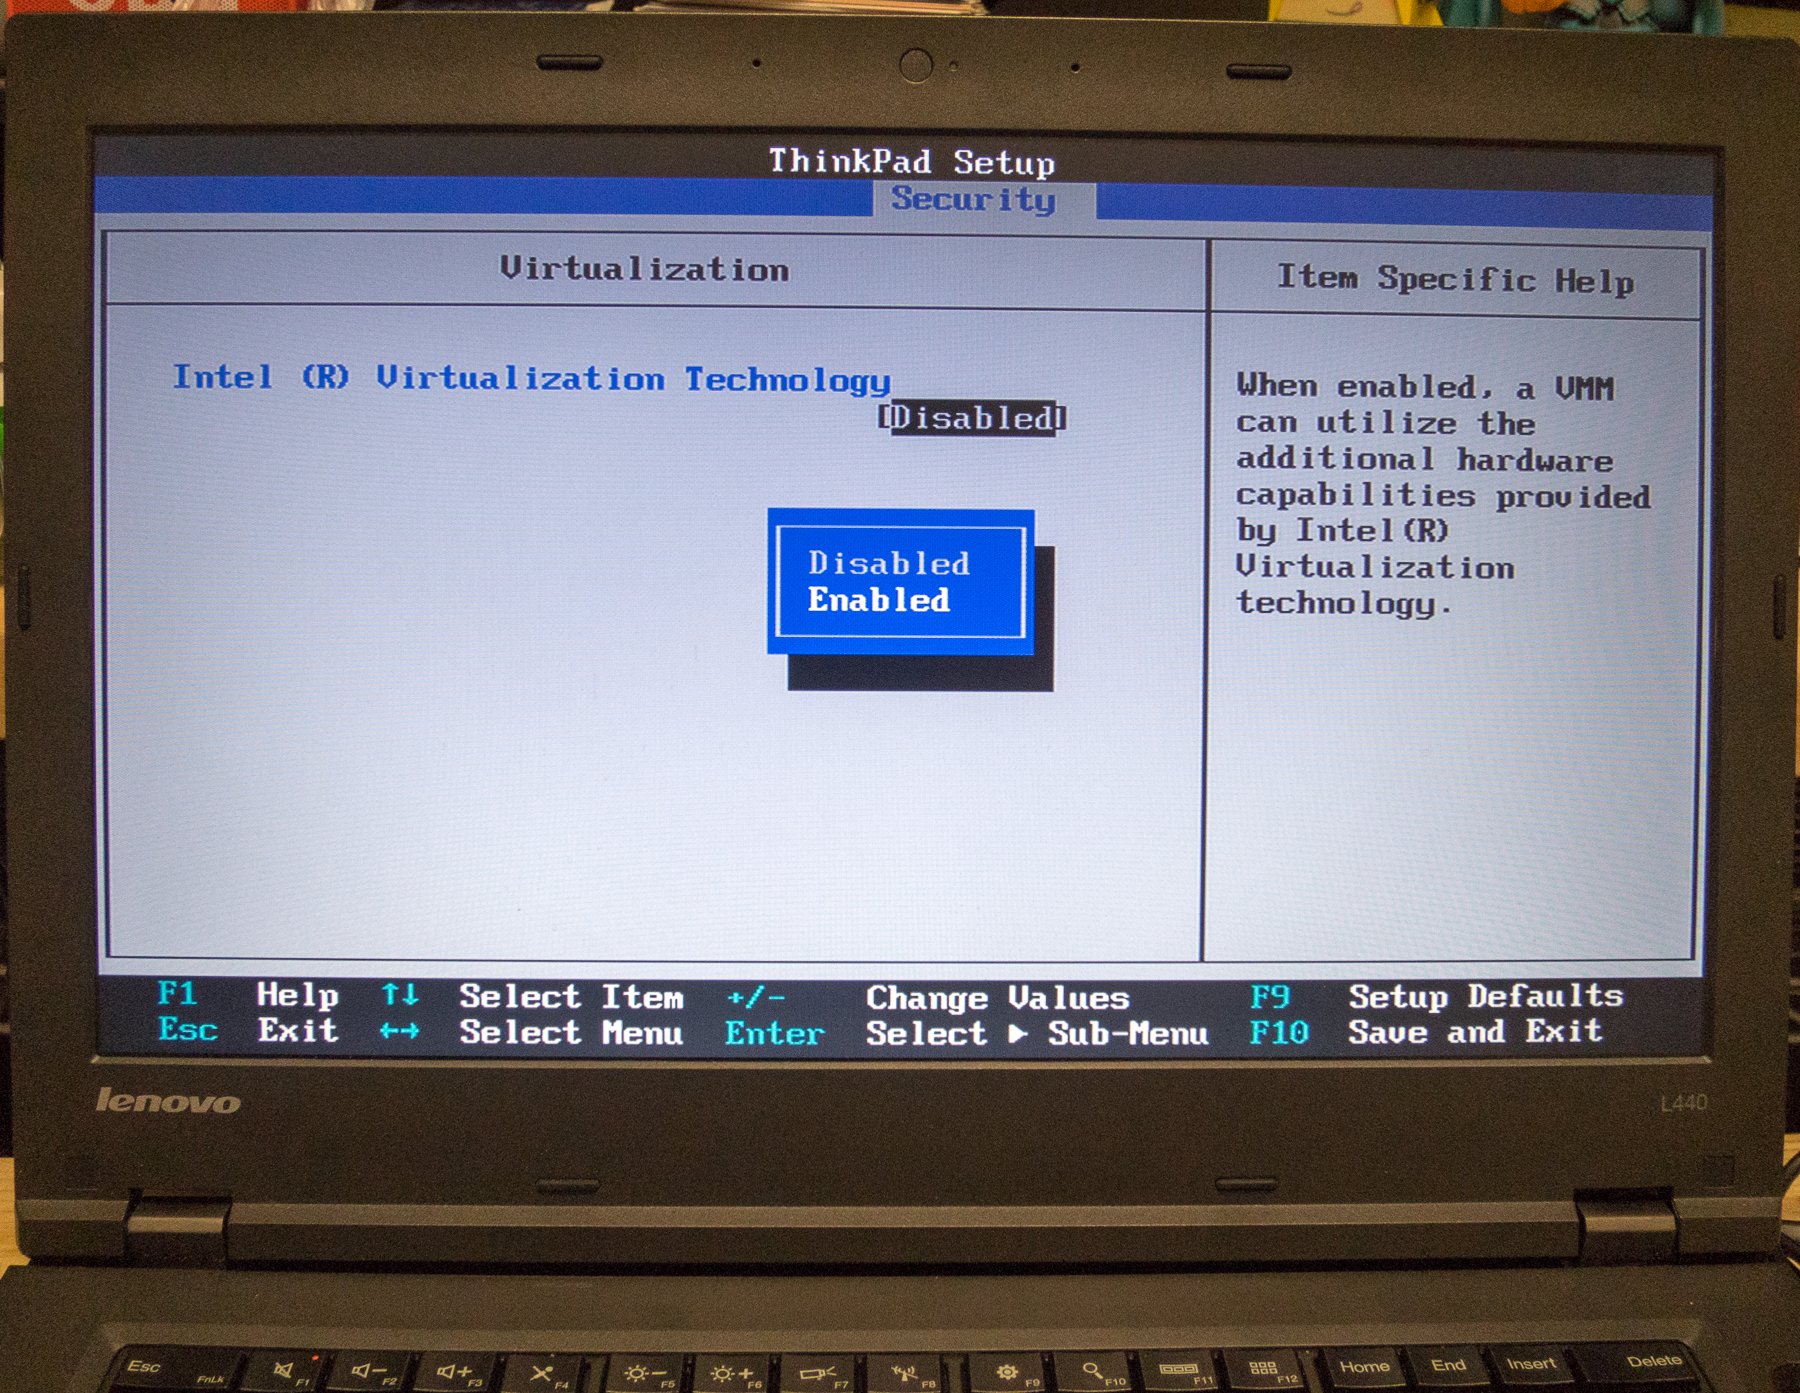 ThinkPad Setup
Security
Virtualization
Item Specific Help
Intel (R) Virtualization Technology
[Disabled]
Disabled
Enabled
When enabled, a VMM
can utilize the
additional hardware
capabilities provided
by Intel(R)
Virtualization
technology.
F1 Help ↑↓ Select Item +/- Change Values F9 Setup Defaults
Esc Exit ←→ Select Menu Enter Select ▶ Sub-Menu F10 Save and Exit
lenovo
L440
Esc FnLk F1 F2 F3 F4 F5 F6 F7 F8 F9 F10 F11 F12 Home End Insert Delete